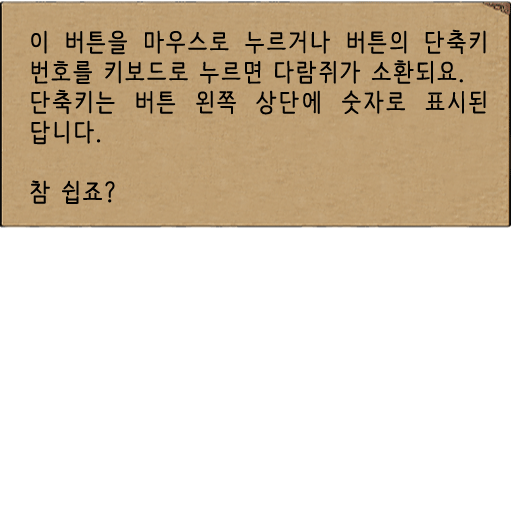 이 버튼을 마우스로 누르거나 버튼의 단축키
번호를 키보드로 누르면 다람쥐가 소환되요.
단축키는 버튼 왼쪽 상단에 숫자로 표시된
답니다.
참 쉽죠?